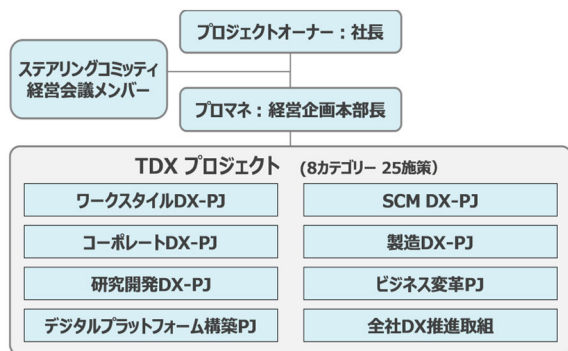 プロジェクトオーナー：社長
ステアリングコミッティ
経営会議メンバー
プロマネ：経営企画本部長
TDX プロジェクト (8カテゴリー 25施策)
ワークスタイルDX-PJ
SCM DX-PJ
コーポレートDX-PJ
製造DX-PJ
研究開発DX-PJ
ビジネス変革PJ
デジタルプラットフォーム構築PJ
全社DX推進取組